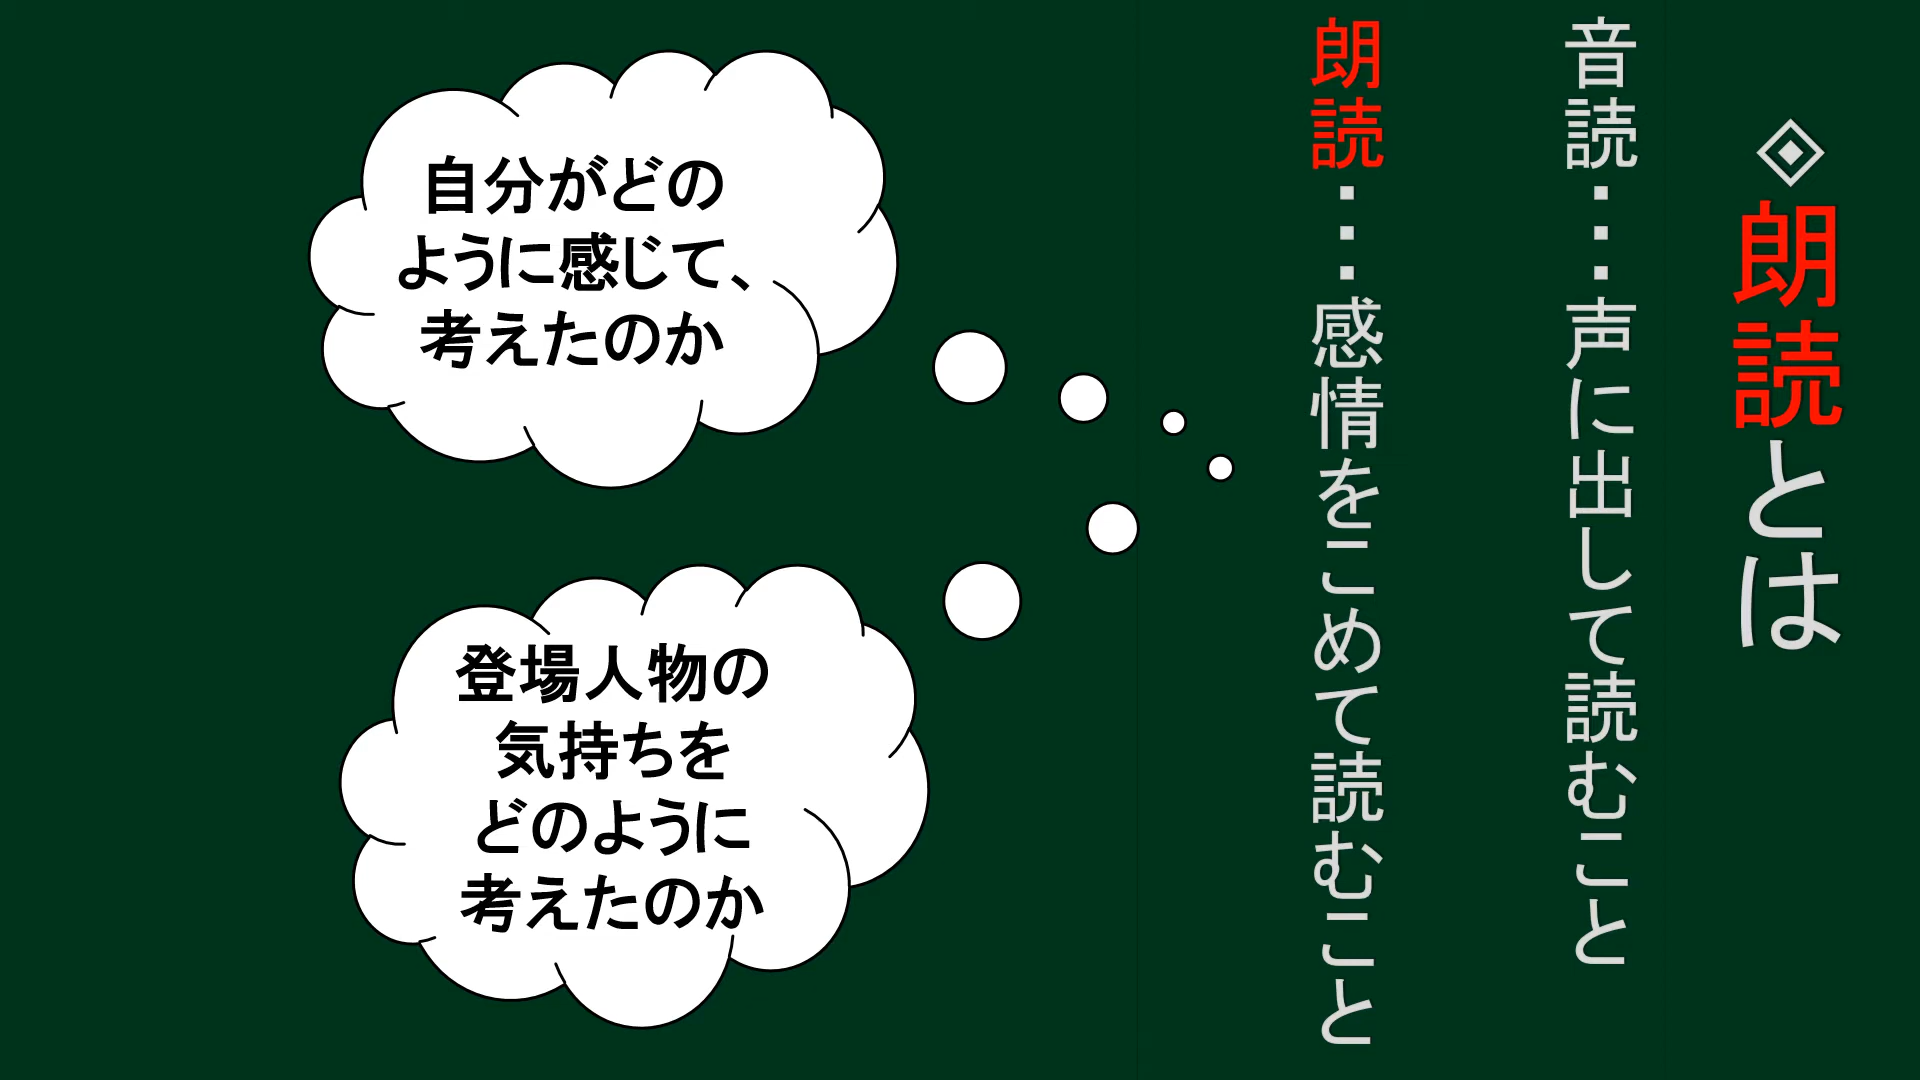 ◈朗読とは
音読…声に出して読むこと
朗読…感情をこめて読むこと
自分がどの
ように感じて、
考えたのか
登場人物の
気持ちを
どのように
考えたのか